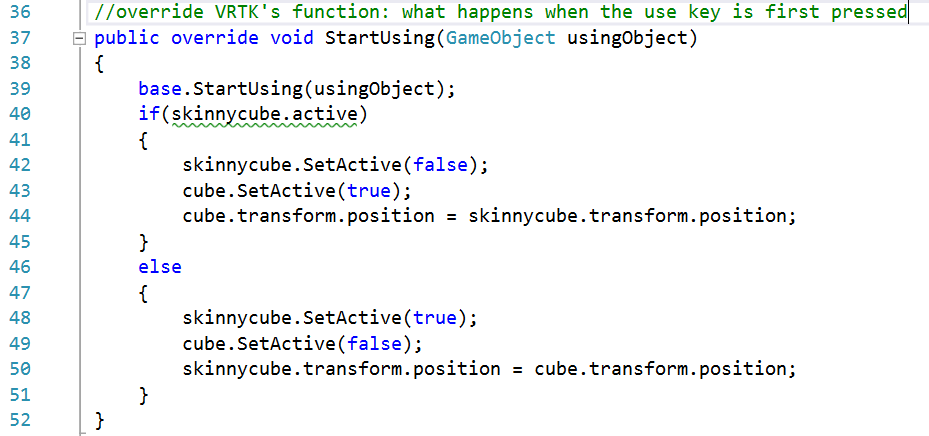 36 //override VRTK's function: what happens when the use key is first pressed
37 public override void StartUsing(GameObject usingObject)
38 {
39 base.StartUsing(usingObject);
40 if(skinnycube.active)
41 {
42 skinnycube.SetActive(false);
43 cube.SetActive(true);
44 cube.transform.position = skinnycube.transform.position;
45 }
46 else
47 {
48 skinnycube.SetActive(true);
49 cube.SetActive(false);
50 skinnycube.transform.position = cube.transform.position;
51 }
52 }